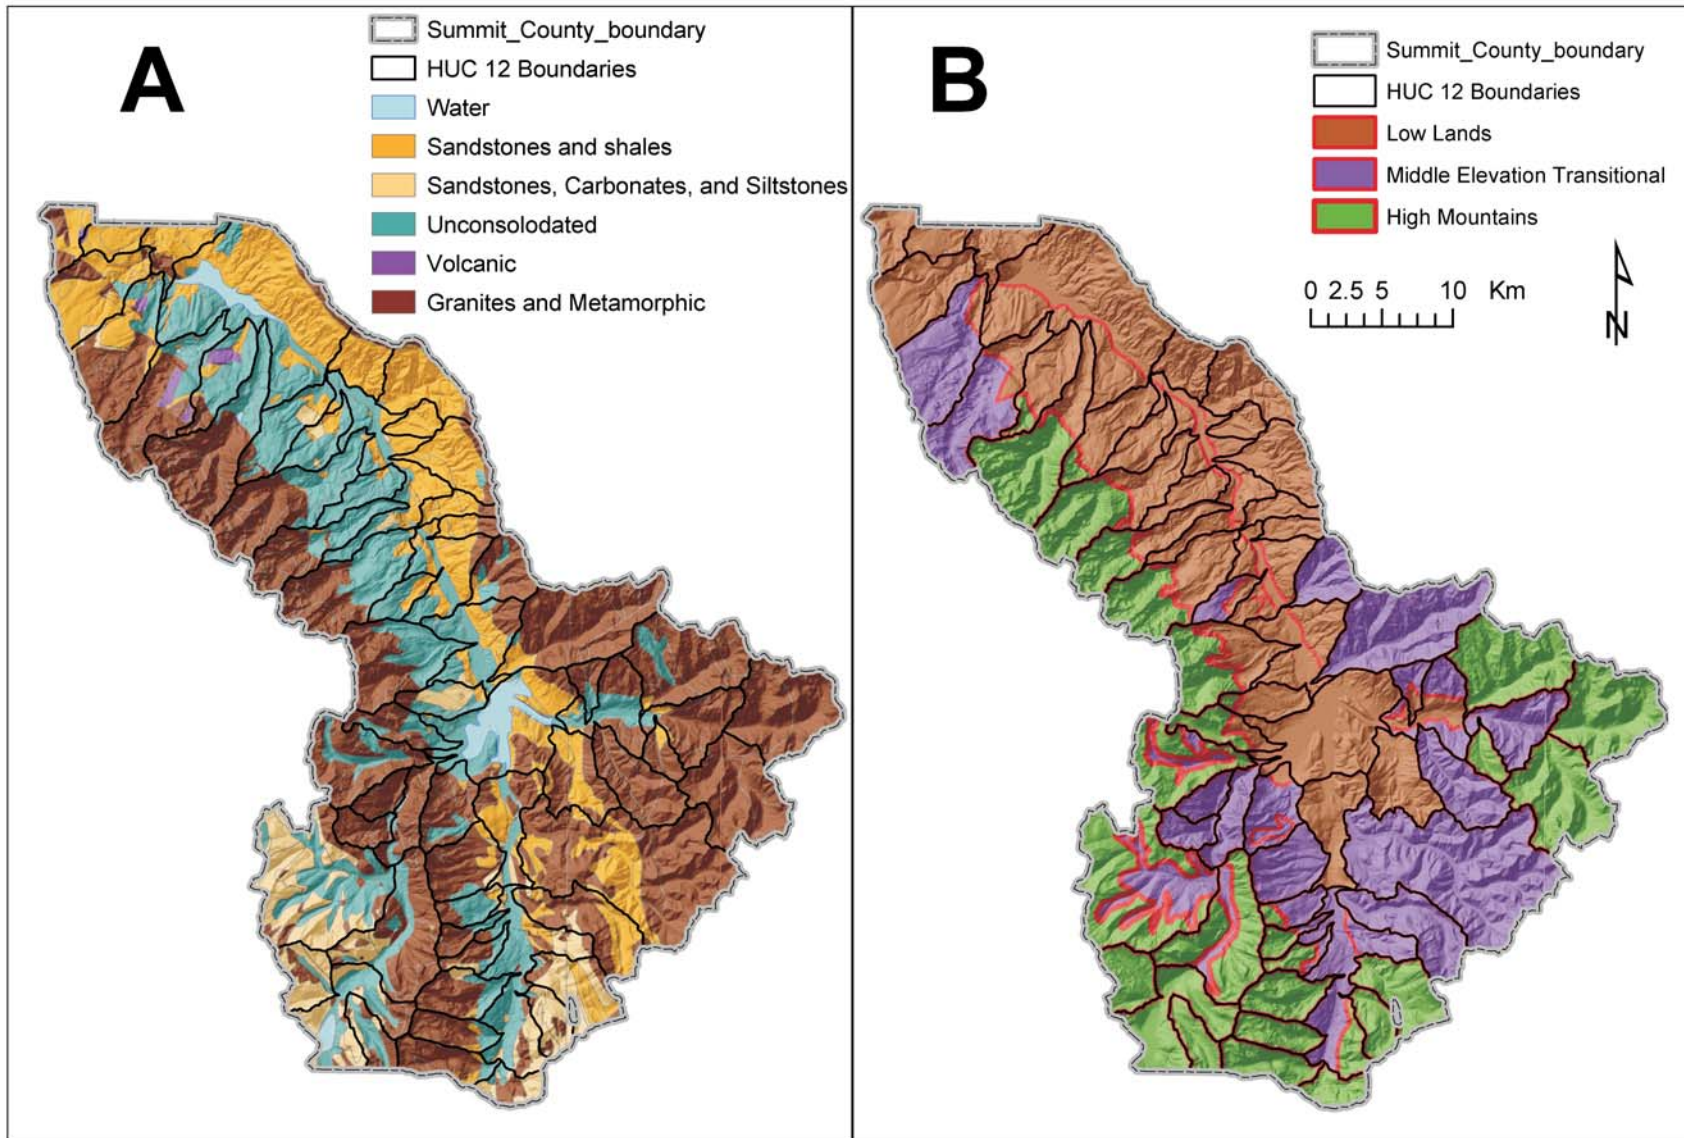 A
Summit_County_boundary
HUC 12 Boundaries
Water
Sandstones and shales
Sandstones, Carbonates, and Siltstones
Unconsolodated
Volcanic
Granites and Metamorphic
B
Summit_County_boundary
HUC 12 Boundaries
Low Lands
Middle Elevation Transitional
High Mountains
0 2.5 5 10 Km
N